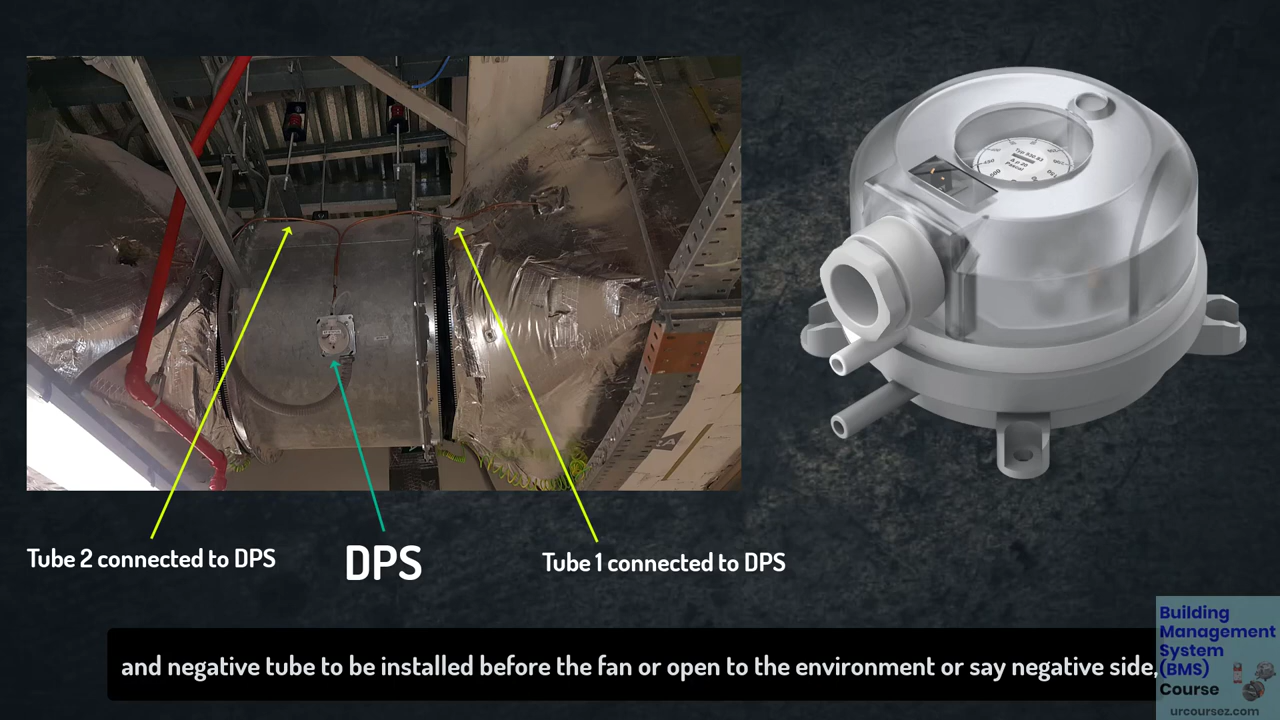 Tube 2 connected to DPS
DPS
Tube 1 connected to DPS
and negative tube to be installed before the fan or open to the environment or say negative side,
Building
Management
System
(BMS)
Course
urcoursez.com